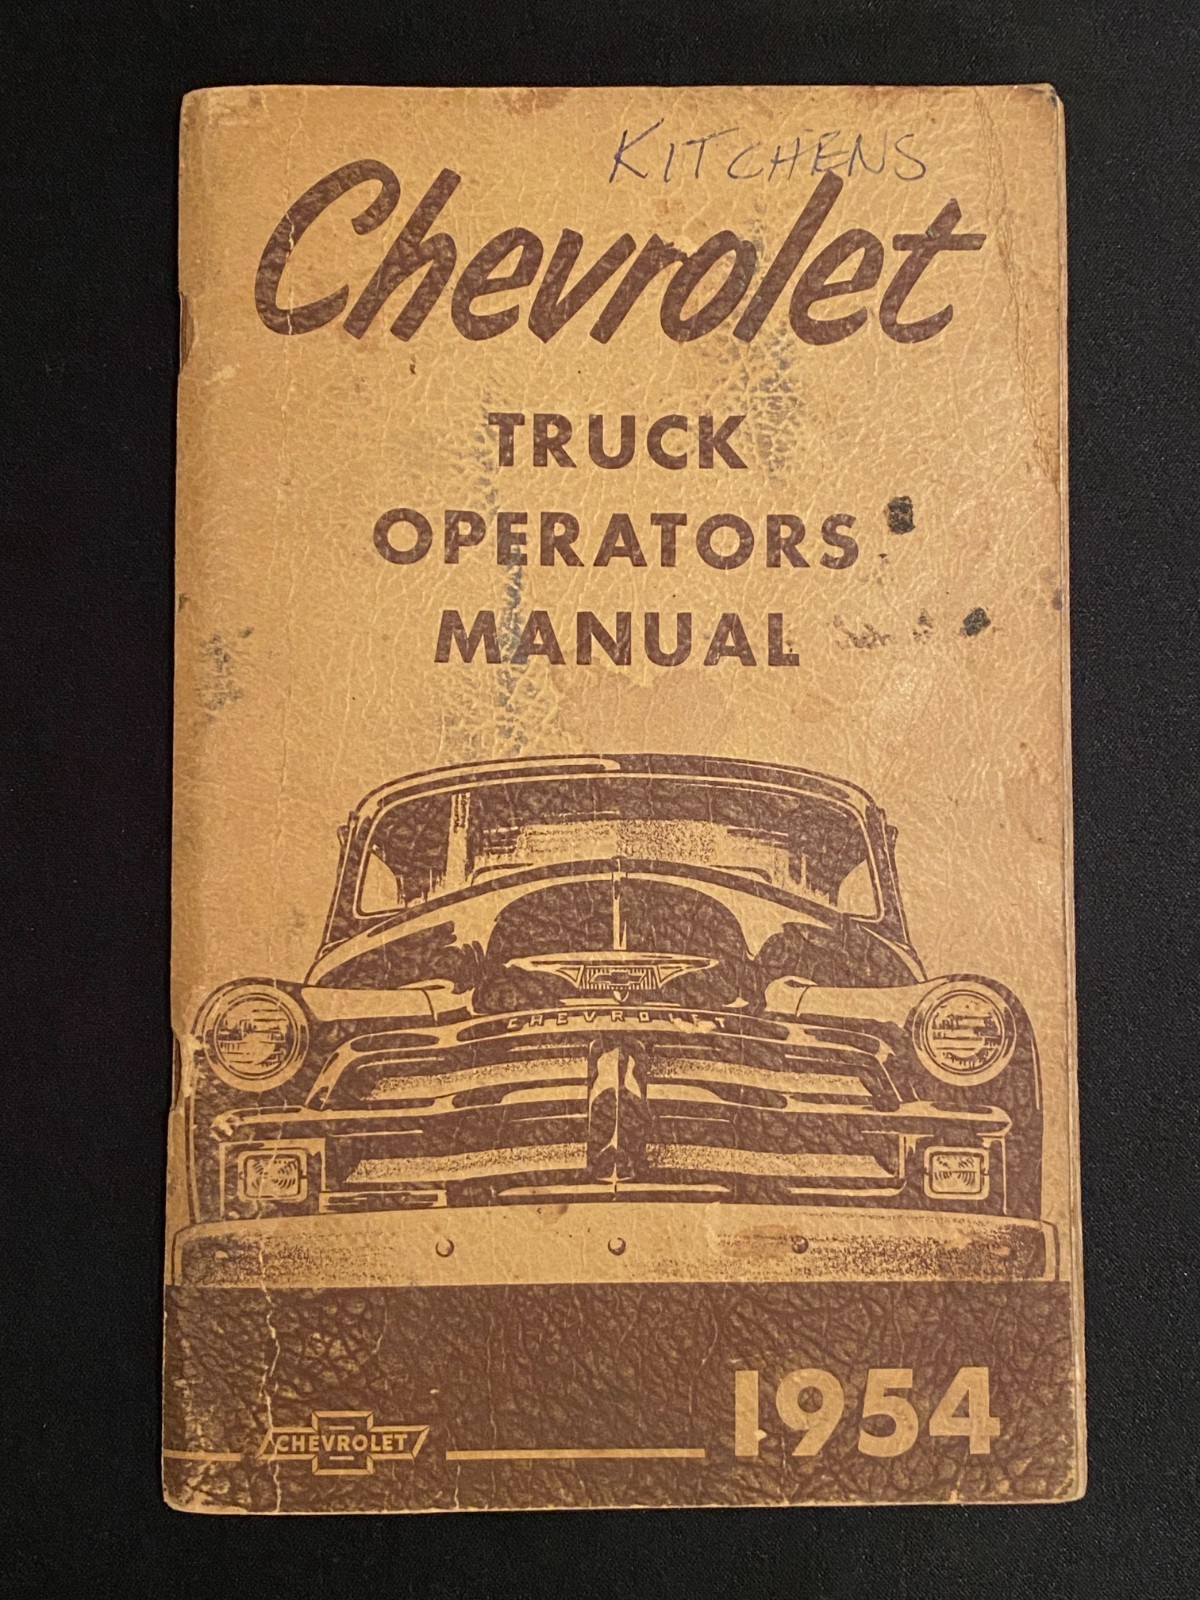 KITCHENS
Chevrolet
TRUCK
OPERATORS
MANUAL
CHEVROLET
1954
CHEVROLET